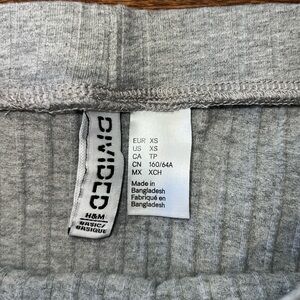 DIVIDED
H&M
BASIC/
BASIQUE
EUR XS
US XS
CA TP
CN 160/64A
MX XCH
Made in
Bangladesh
Fabriqué en
Bangladesh